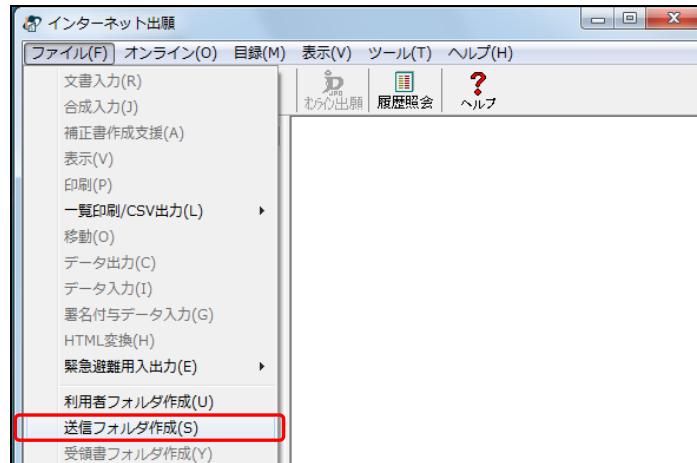 インターネット出願
ファイル(F) オンライン(O) 目録(M) 表示(V) ツール(T) ヘルプ(H)
文書入力(R)
合成入力(J)
補正書作成支援(A)
表示(V)
印刷(P)
一覧印刷/CSV出力(L)
移動(O)
データ出力(C)
データ入力(I)
署名付与データ入力(G)
HTML変換(H)
緊急避難用入出力(E)
利用者フォルダ作成(U)
送信フォルダ作成(S)
受領書フォルダ作成(Y)
JPO
出願 履歴照会 ヘルプ